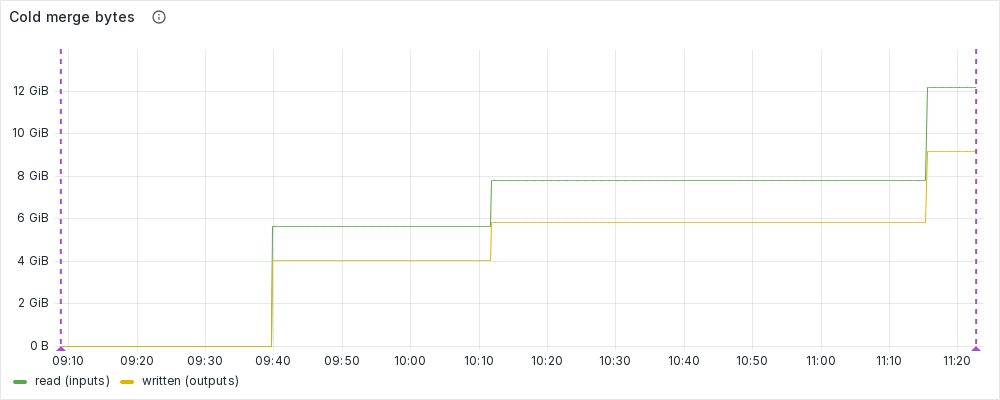 Cold merge bytes
12 GiB
10 GiB
8 GiB
6 GiB
4 GiB
2 GiB
0 B
09:10 09:20 09:30 09:40 09:50 10:00 10:10 10:20 10:30 10:40 10:50 11:00 11:10 11:20
read (inputs) written (outputs)